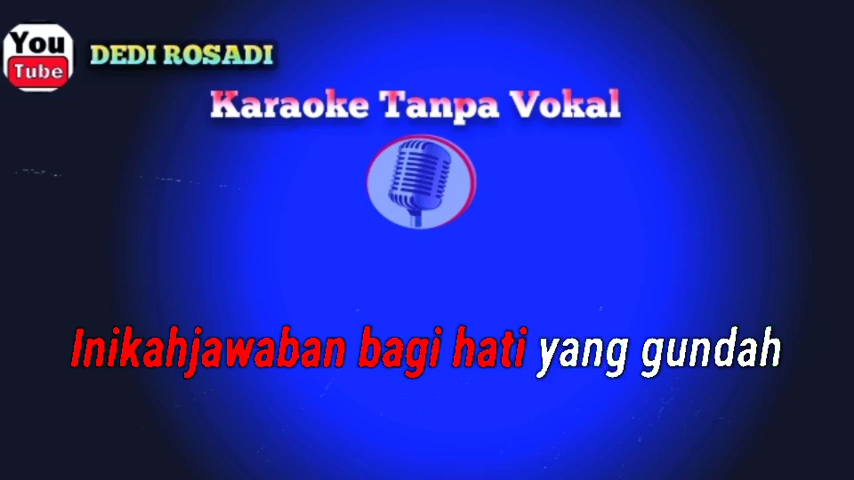 You
Tube
DEDI ROSADI
Karaoke Tanpa Vokal
Inikahjawaban bagi hati yang gundah